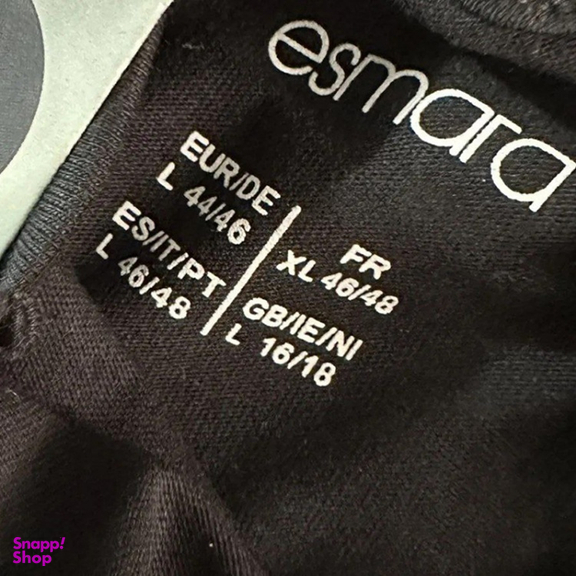 esmara
EUR/DE
L 44/46
ES/IT/PT
L 46/48
FR
XL 46/48
GB/IE/NI
L 16/18
Snapp!
Shop